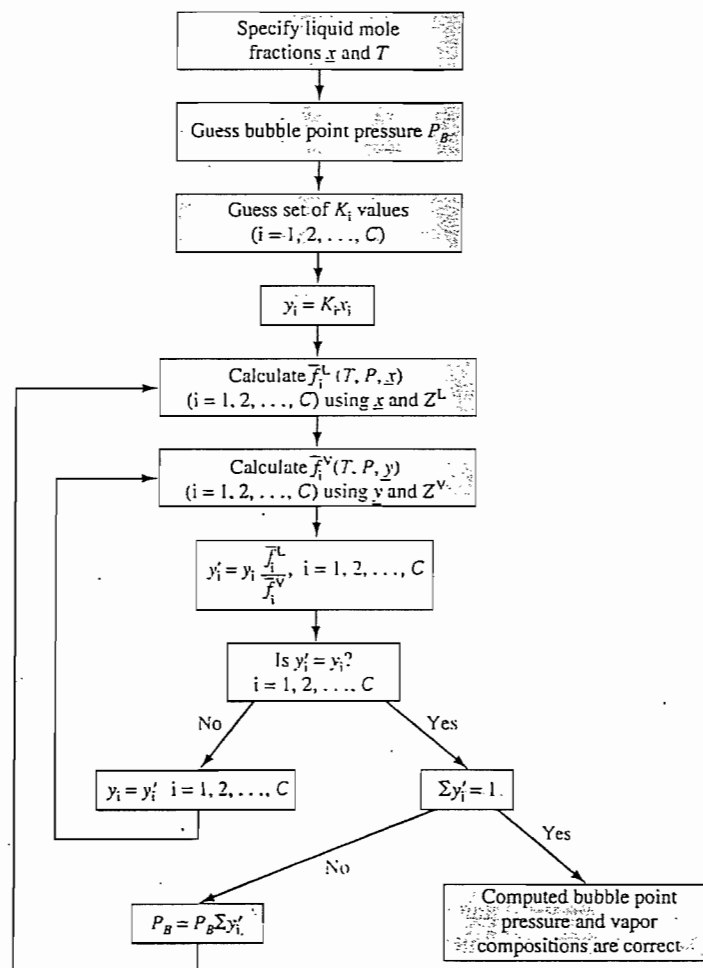 Specify liquid mole
fractions x and T
Guess bubble point pressure P_B.
Guess set of K_i values
(i = 1, 2, . . . , C)
y_i = K_i x_i
Calculate f̄_i^L (T, P, x)
(i = 1, 2, . . . , C) using x and Z^L
Calculate f̄_i^V (T, P, y)
(i = 1, 2, . . . , C) using y and Z^V
y_i′ = y_i f̄_i^L / f̄_i^V, i = 1, 2, . . . , C
Is y_i′ = y_i?
i = 1, 2, . . . , C
No
Yes
y_i = y_i′ i = 1, 2, . . . , C
Σy_i′ = 1
No
Yes
P_B = P_B Σy_i′
Computed bubble point
pressure and vapor
compositions are correct